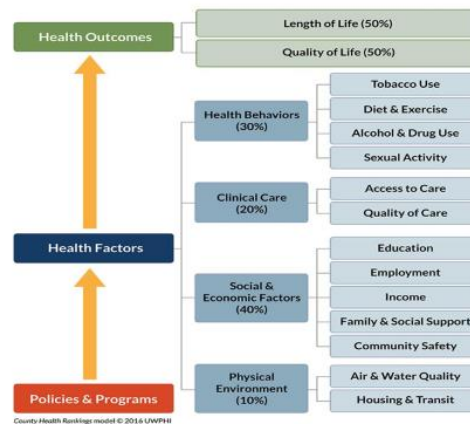 Health Outcomes
Length of Life (50%)
Quality of Life (50%)
Health Factors
Health Behaviors
(30%)
Tobacco Use
Diet & Exercise
Alcohol & Drug Use
Sexual Activity
Clinical Care
(20%)
Access to Care
Quality of Care
Social &
Economic Factors
(40%)
Education
Employment
Income
Family & Social Support
Community Safety
Physical
Environment
(10%)
Air & Water Quality
Housing & Transit
Policies & Programs
County Health Rankings model © 2016 UWPHI